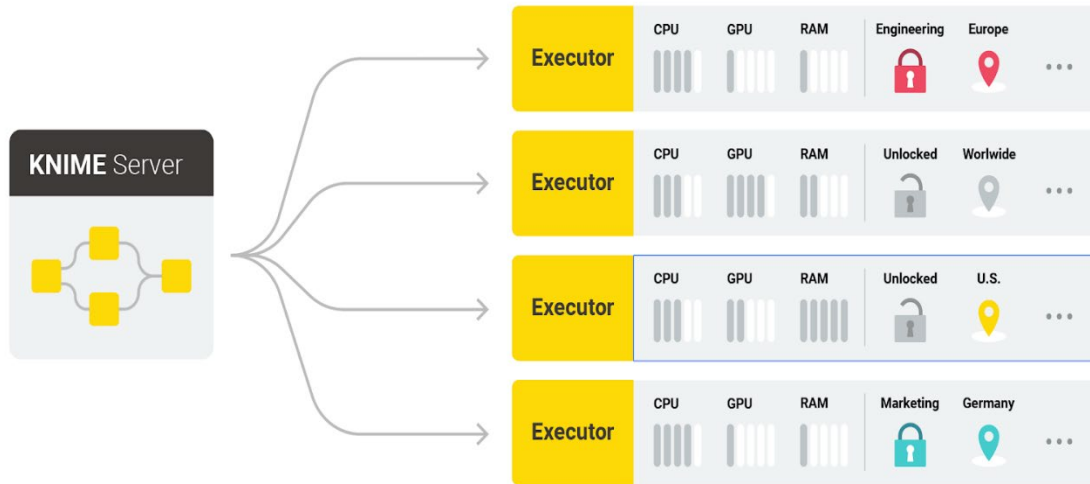 CPU GPU RAM Engineering Europe
Executor
CPU GPU RAM Unlocked Worlwide
Executor
KNIME Server
CPU GPU RAM Unlocked U.S.
Executor
CPU GPU RAM Marketing Germany
Executor